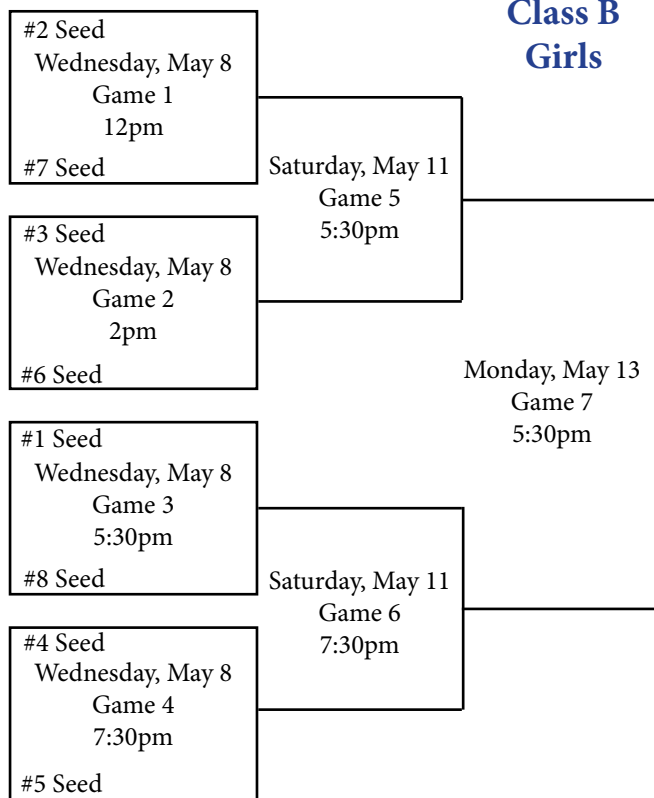 Class B
Girls
#2 Seed
Wednesday, May 8
Game 1
12pm
#7 Seed
Saturday, May 11
Game 5
5:30pm
#3 Seed
Wednesday, May 8
Game 2
2pm
#6 Seed
Monday, May 13
Game 7
5:30pm
#1 Seed
Wednesday, May 8
Game 3
5:30pm
#8 Seed
Saturday, May 11
Game 6
7:30pm
#4 Seed
Wednesday, May 8
Game 4
7:30pm
#5 Seed